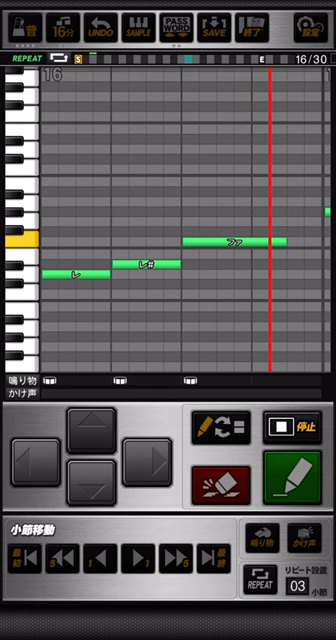 普 16分 UNDO SAMPLE PASS WORD SAVE 終了 設定
REPEAT S E 16/30
16
ファ
レ#
レ
鳴り物
かけ声
停止
小節移動
最初 5 1 1 5 最終
鳴り物 かけ声
REPEAT リピート設置
03 小節